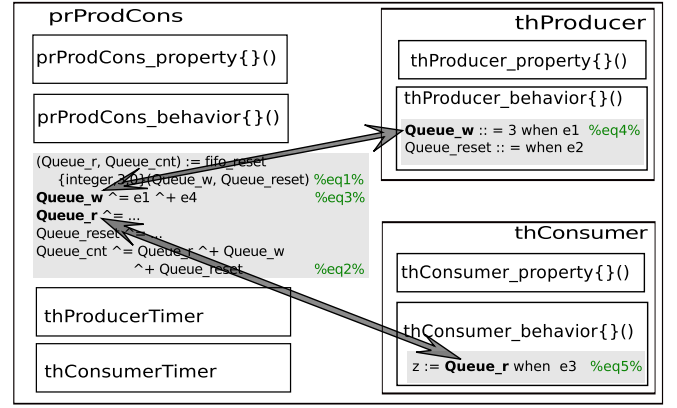 prProdCons
prProdCons_property{}()
prProdCons_behavior{}()
(Queue_r, Queue_cnt) := fifo_reset
{integer,3,0}(Queue_w, Queue_reset) %eq1%
Queue_w ^= e1 ^+ e4 %eq3%
Queue_r ^= ...
Queue_reset ^= ...
Queue_cnt ^= Queue_r ^+ Queue_w
^+ Queue_reset %eq2%
thProducerTimer
thConsumerTimer
thProducer
thProducer_property{}()
thProducer_behavior{}()
Queue_w :: = 3 when e1 %eq4%
Queue_reset :: = when e2
thConsumer
thConsumer_property{}()
thConsumer_behavior{}()
z := Queue_r when e3 %eq5%